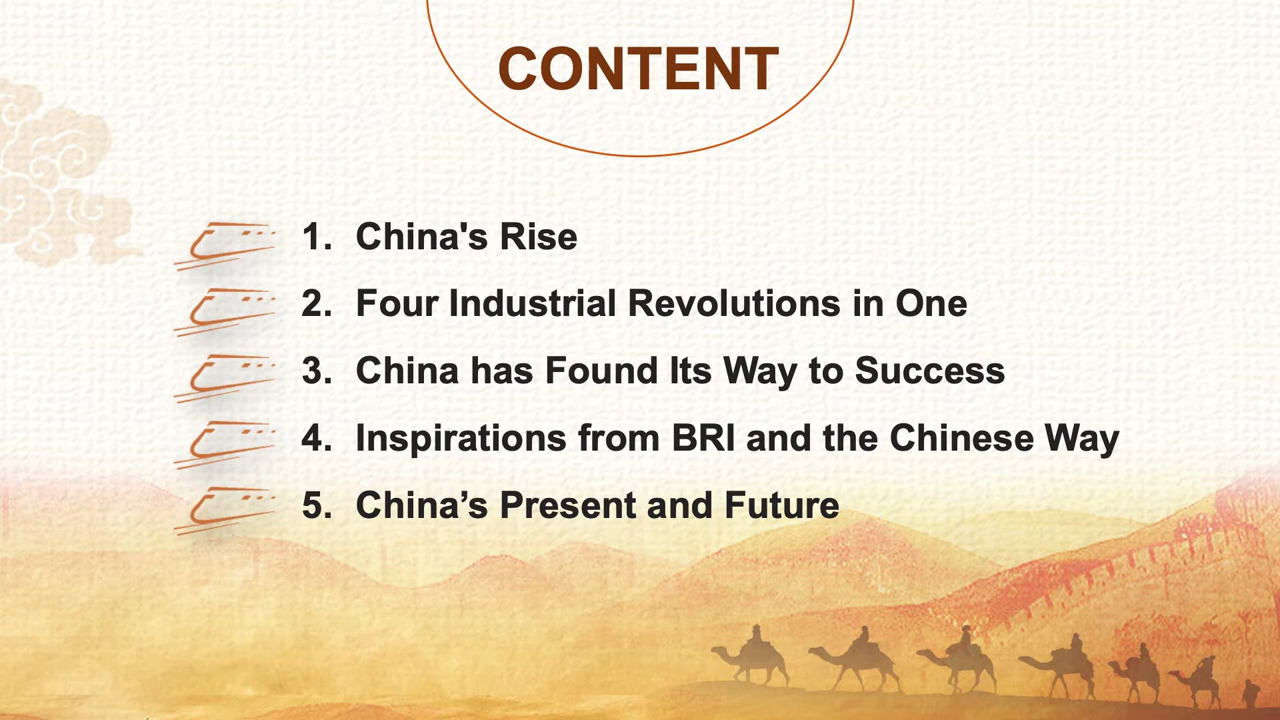 CONTENT
1. China's Rise
2. Four Industrial Revolutions in One
3. China has Found Its Way to Success
4. Inspirations from BRI and the Chinese Way
5. China’s Present and Future